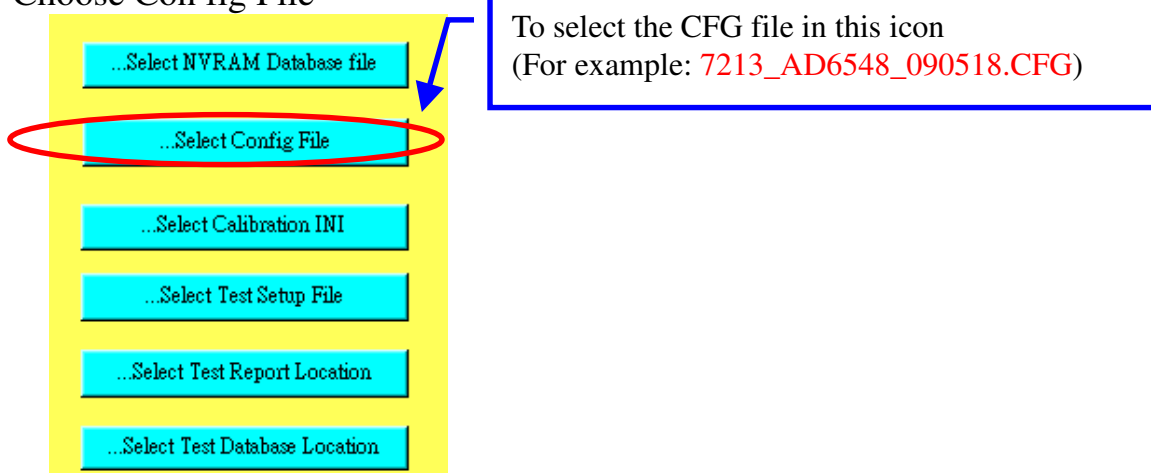 Choose Config File
To select the CFG file in this icon
(For example: 7213_AD6548_090518.CFG)
...Select NVRAM Database file
...Select Config File
...Select Calibration INI
...Select Test Setup File
...Select Test Report Location
...Select Test Database Location